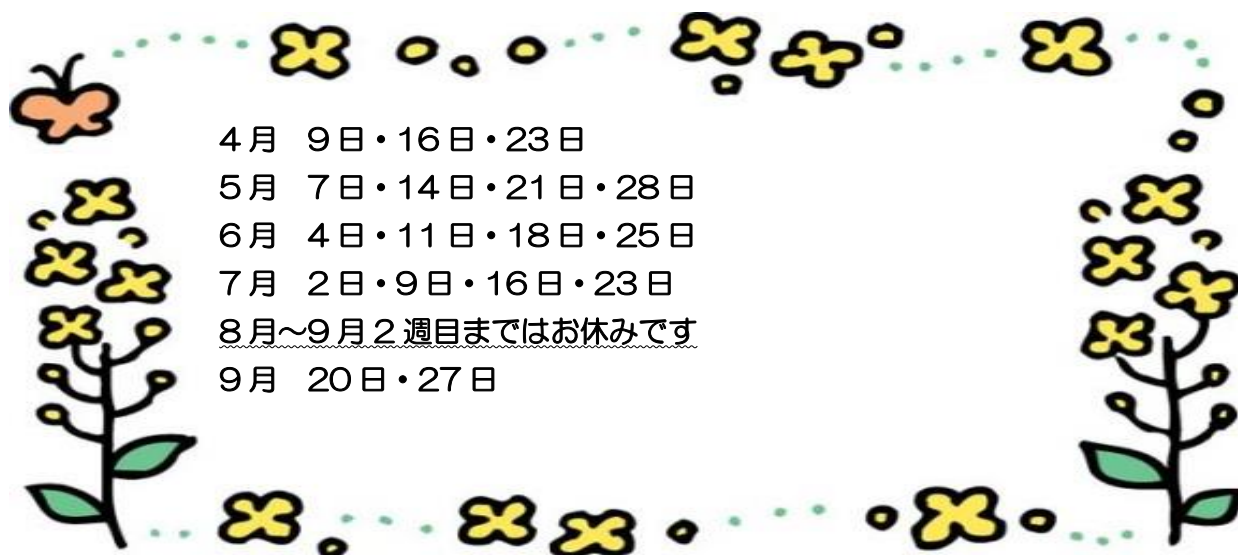 4月 9日・16日・23日
5月 7日・14日・21日・28日
6月 4日・11日・18日・25日
7月 2日・9日・16日・23日
8月～9月2週目まではお休みです
9月 20日・27日